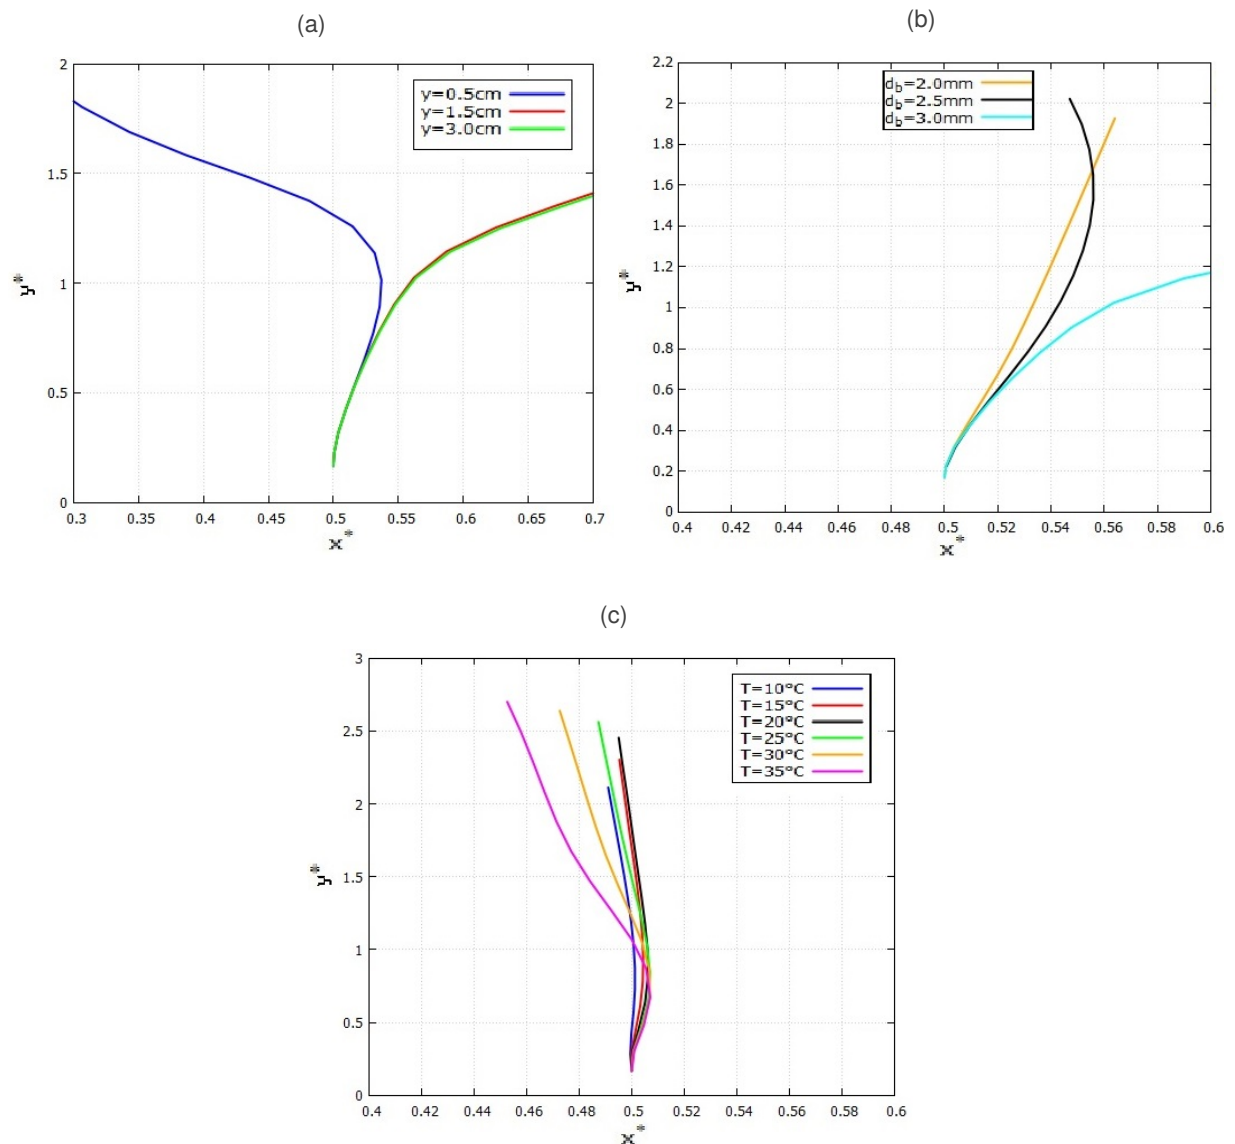 (a)
(b)
2
1.5
1
0.5
0
y*
y=0.5cm
y=1.5cm
y=3.0cm
0.3 0.35 0.4 0.45 0.5 0.55 0.6 0.65 0.7
x*
2.2
2
1.8
1.6
1.4
1.2
1
0.8
0.6
0.4
0.2
0
y*
d_b=2.0mm
d_b=2.5mm
d_b=3.0mm
0.4 0.42 0.44 0.46 0.48 0.5 0.52 0.54 0.56 0.58 0.6
x*
(c)
3
2.5
2
1.5
1
0.5
0
y*
T=10°C
T=15°C
T=20°C
T=25°C
T=30°C
T=35°C
0.4 0.42 0.44 0.46 0.48 0.5 0.52 0.54 0.56 0.58 0.6
x*